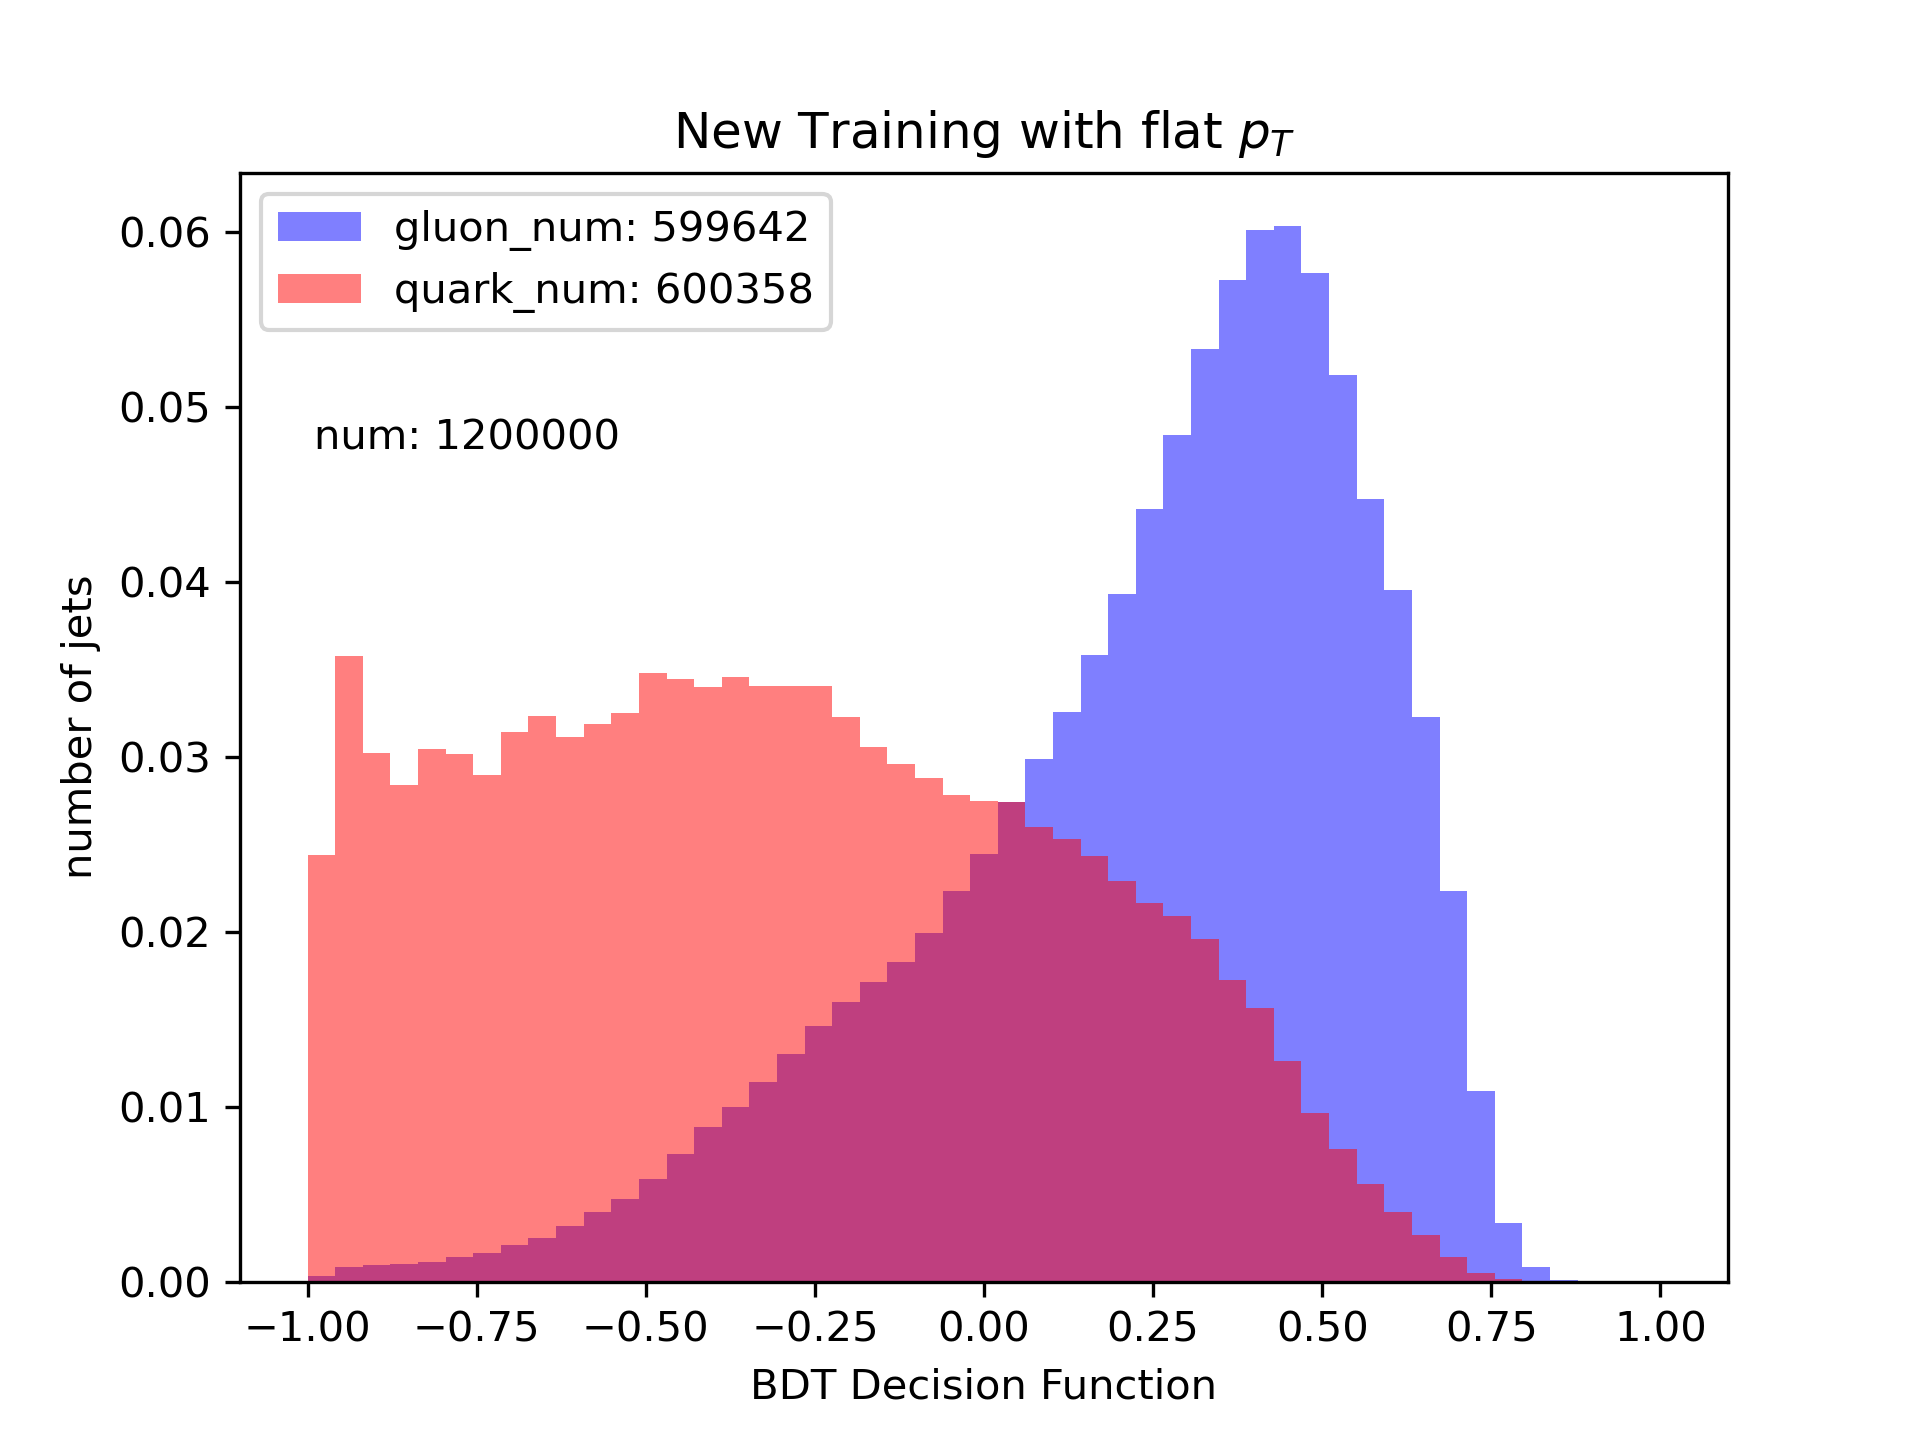 New Training with flat p_T
gluon_num: 599642
quark_num: 600358
num: 1200000
0.06
0.05
0.04
0.03
0.02
0.01
0.00
number of jets
−1.00 −0.75 −0.50 −0.25 0.00 0.25 0.50 0.75 1.00
BDT Decision Function